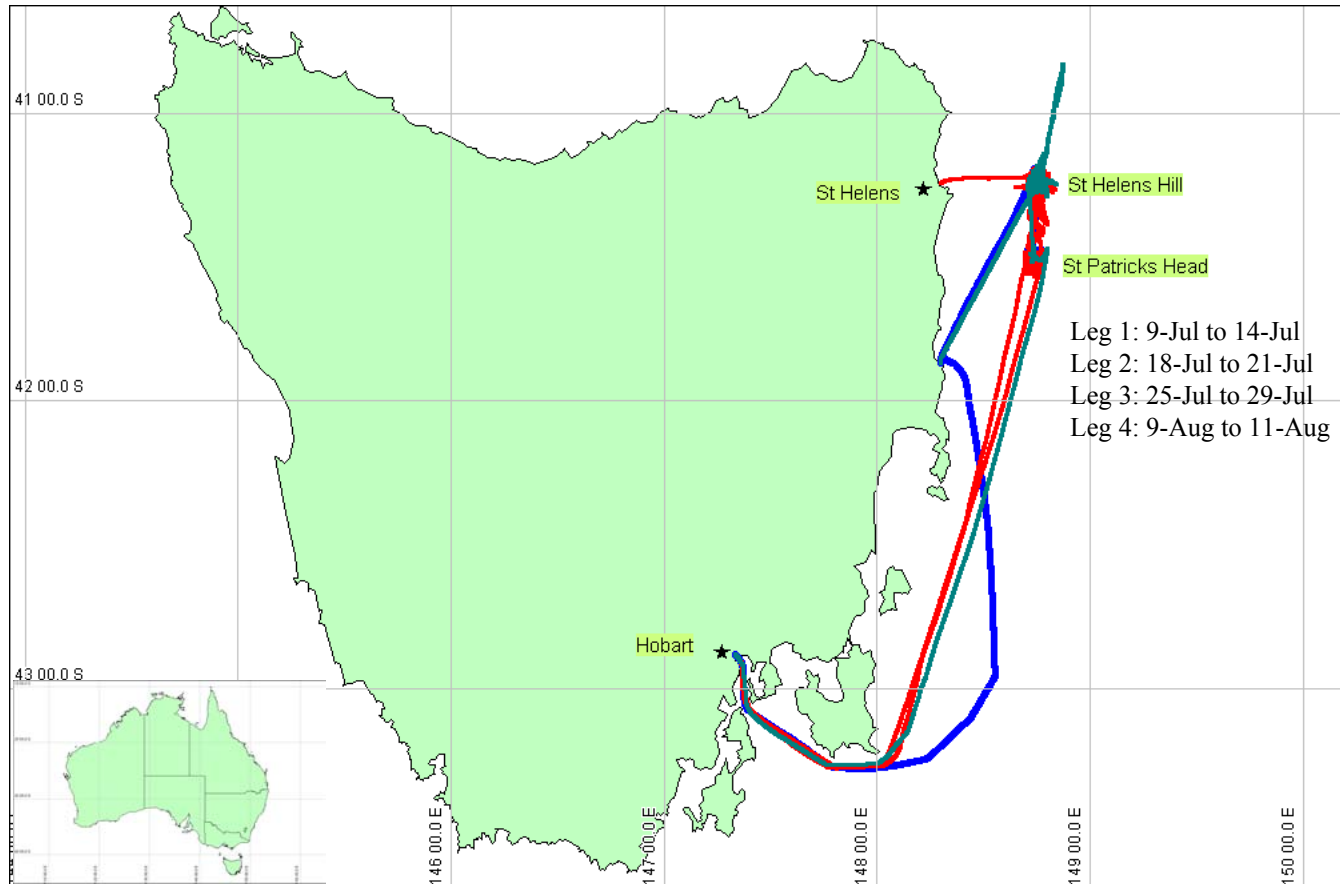 41 00.0 S
St Helens
St Helens Hill
St Patricks Head
Leg 1: 9-Jul to 14-Jul
Leg 2: 18-Jul to 21-Jul
42 00.0 S
Leg 3: 25-Jul to 29-Jul
Leg 4: 9-Aug to 11-Aug
Hobart
43 00.0 S
146 00.0 E
147 00.0 E
148 00.0 E
149 00.0 E
150 00.0 E